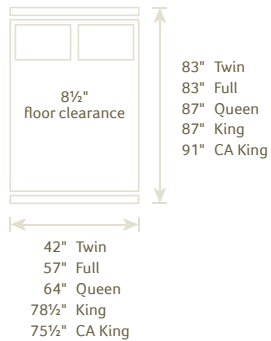 8½"
floor clearance
83" Twin
83" Full
87" Queen
87" King
91" CA King
42" Twin
57" Full
64" Queen
78½" King
75½" CA King